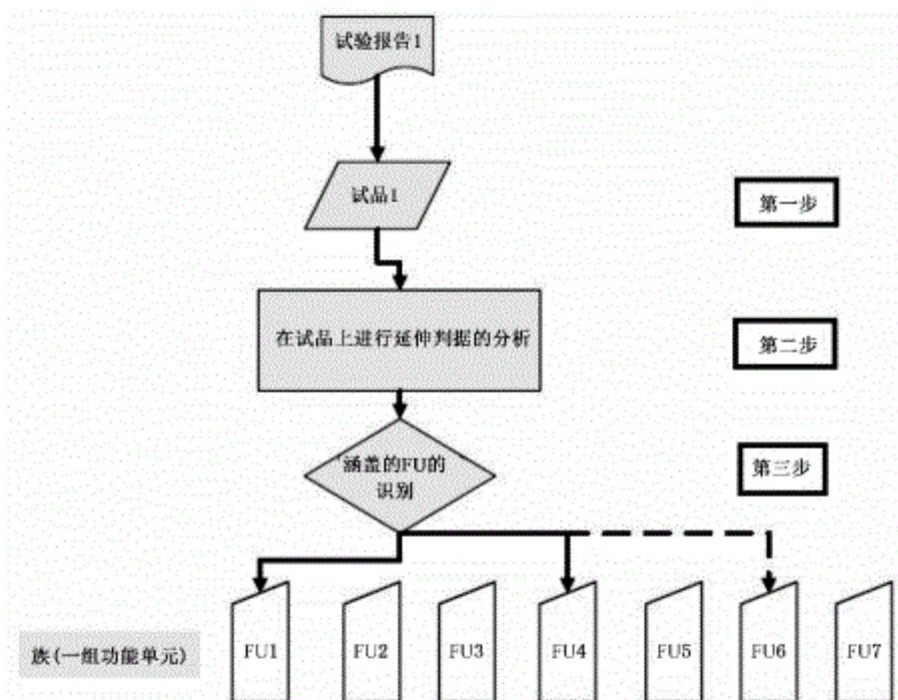 试验报告1
试品1
第一步
在试品上进行延伸判据的分析
第二步
涵盖的FU的
识别
第三步
族(一组功能单元)
FU1
FU2
FU3
FU4
FU5
FU6
FU7